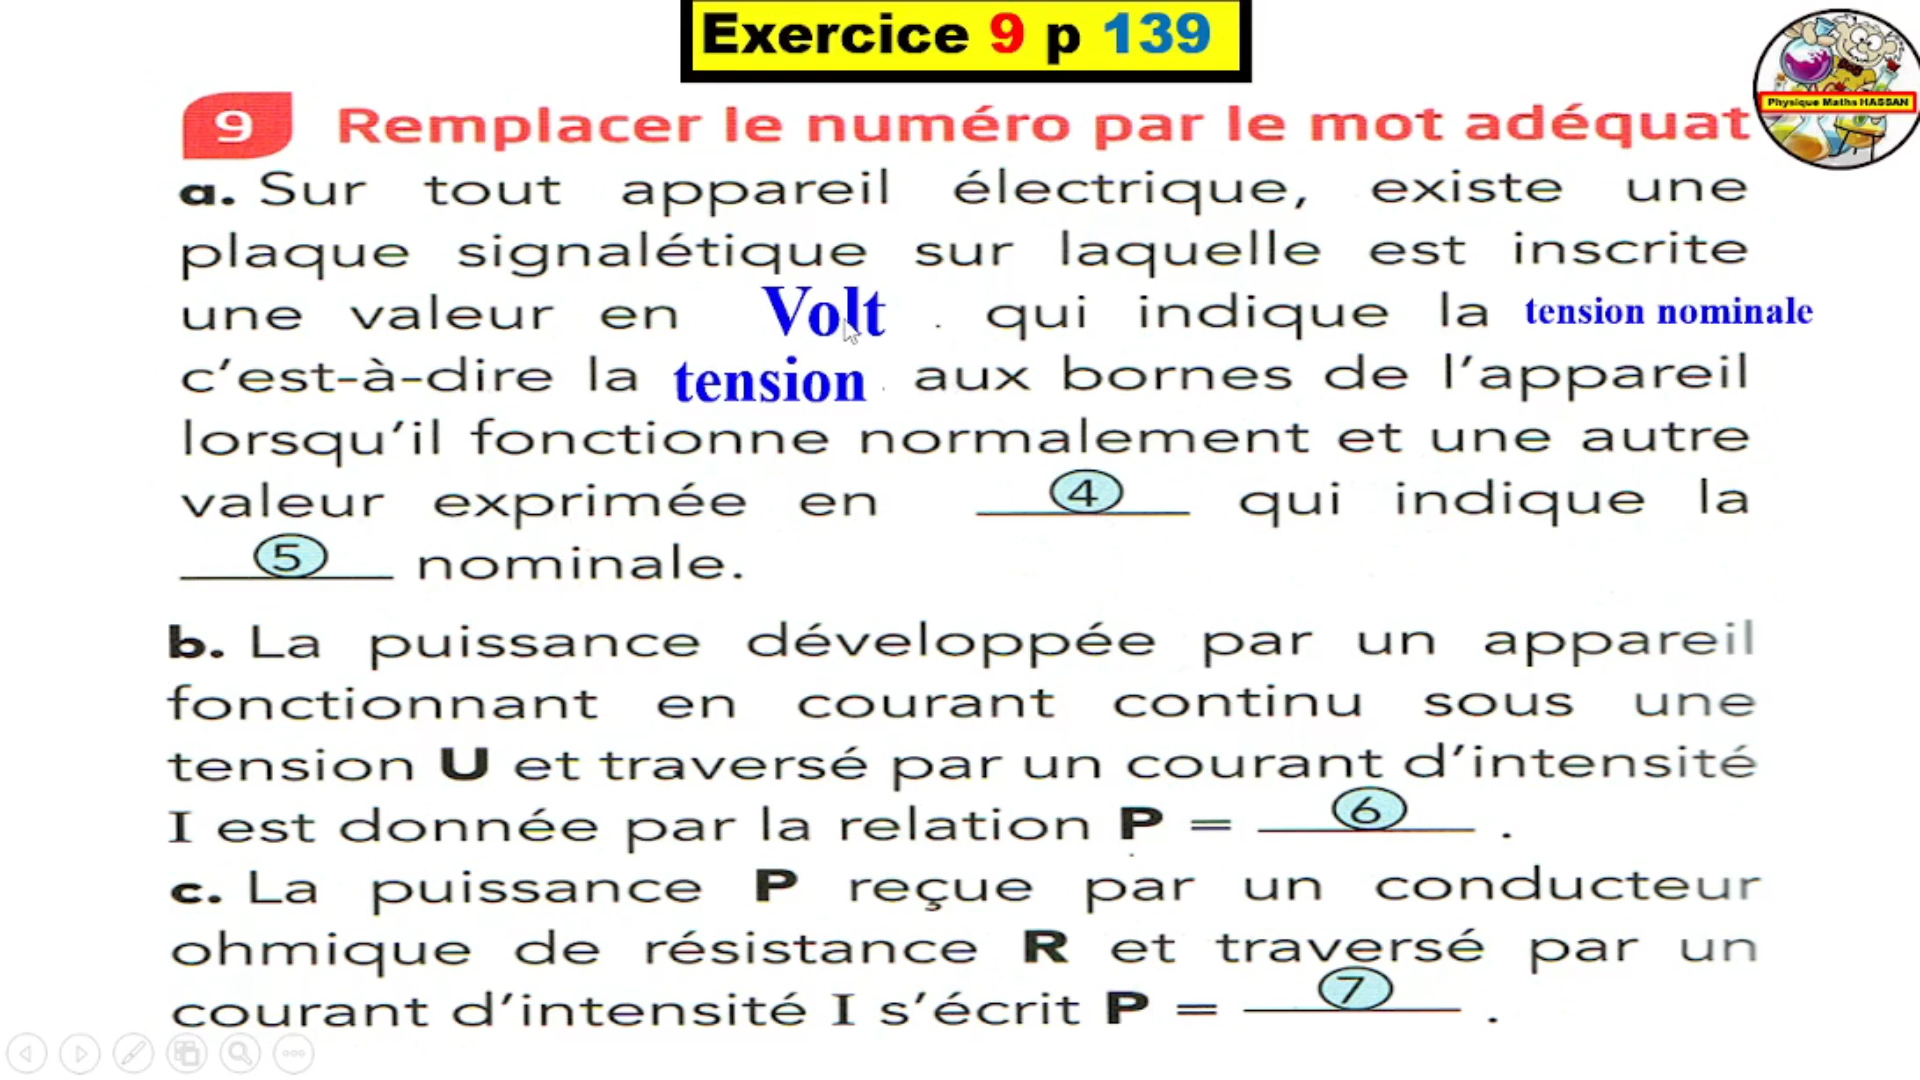 Exercice 9 p 139
Physique Maths HASSAN
9 Remplacer le numéro par le mot adéquat
a. Sur tout appareil électrique, existe une
plaque signalétique sur laquelle est inscrite
une valeur en Volt . qui indique la tension nominale
c'est-à-dire la tension aux bornes de l'appareil
lorsqu'il fonctionne normalement et une autre
valeur exprimée en 4 qui indique la
5 nominale.
b. La puissance développée par un appareil
fonctionnant en courant continu sous une
tension U et traversé par un courant d'intensité
I est donnée par la relation P = 6 .
c. La puissance P reçue par un conducteur
ohmique de résistance R et traversé par un
courant d'intensité I s'écrit P = 7 .